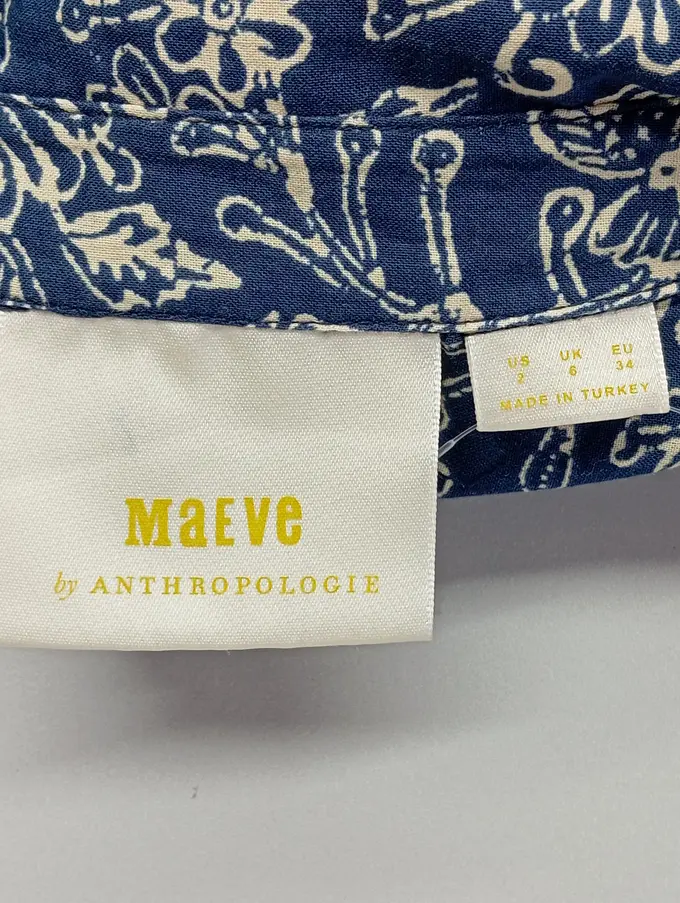 MaEVe
by ANTHROPOLOGIE
US UK EU
2 6 34
MADE IN TURKEY